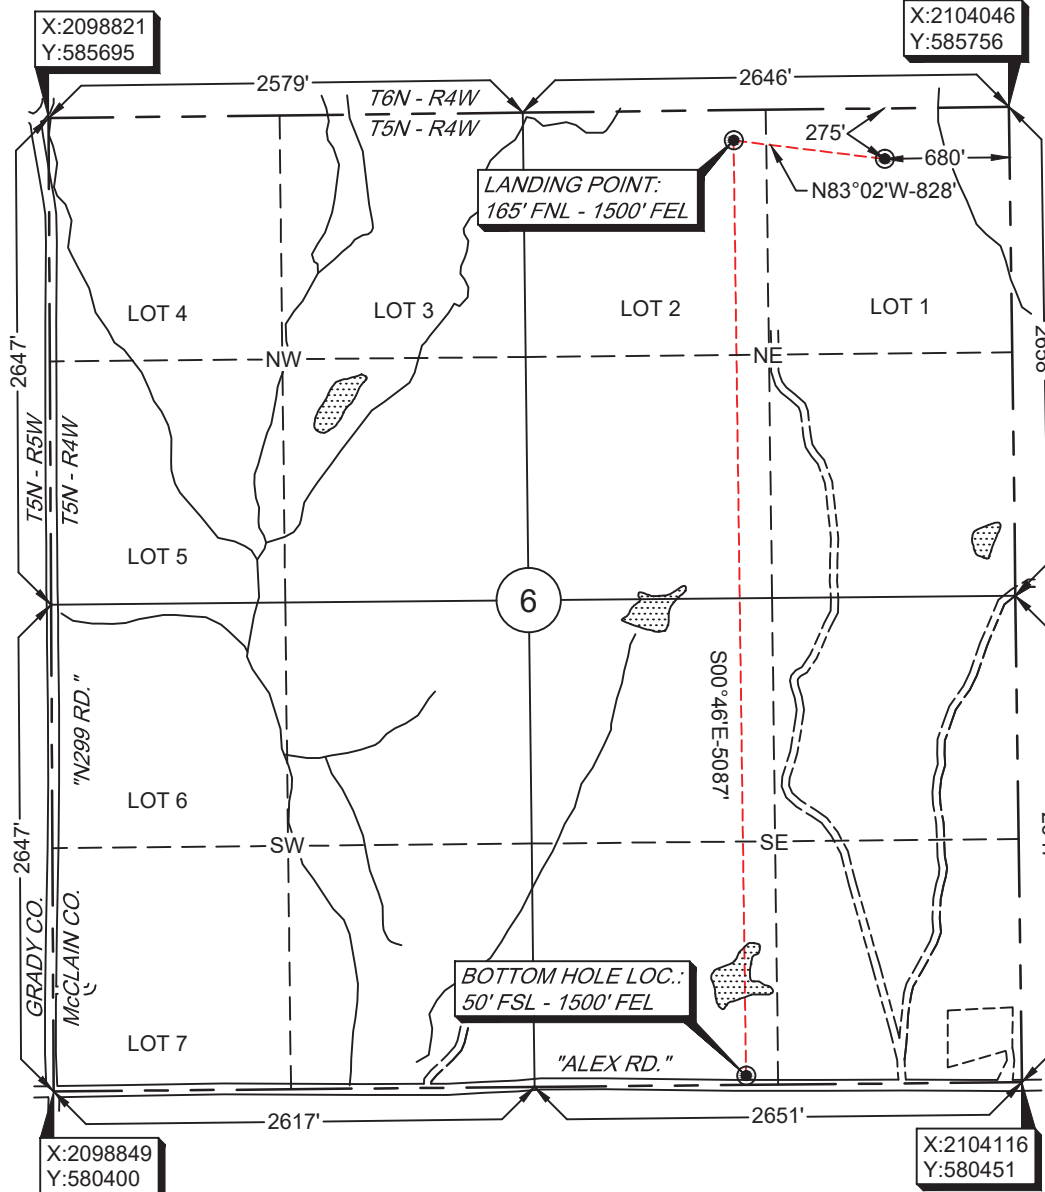 X:2098821
Y:585695
X:2104046
Y:585756
2579'
2646'
T6N - R4W
T5N - R4W
275'
680'
N83°02'W-828'
LANDING POINT:
165' FNL - 1500' FEL
LOT 4
LOT 3
LOT 2
LOT 1
2647'
NW
NE
T5N - R5W
T5N - R4W
LOT 5
6
S00°46'E-5087'
"N299 RD."
LOT 6
2647'
SW
SE
GRADY CO.
McCLAIN CO.
BOTTOM HOLE LOC.:
50' FSL - 1500' FEL
LOT 7
"ALEX RD."
2617'
2651'
X:2098849
Y:580400
X:2104116
Y:580451